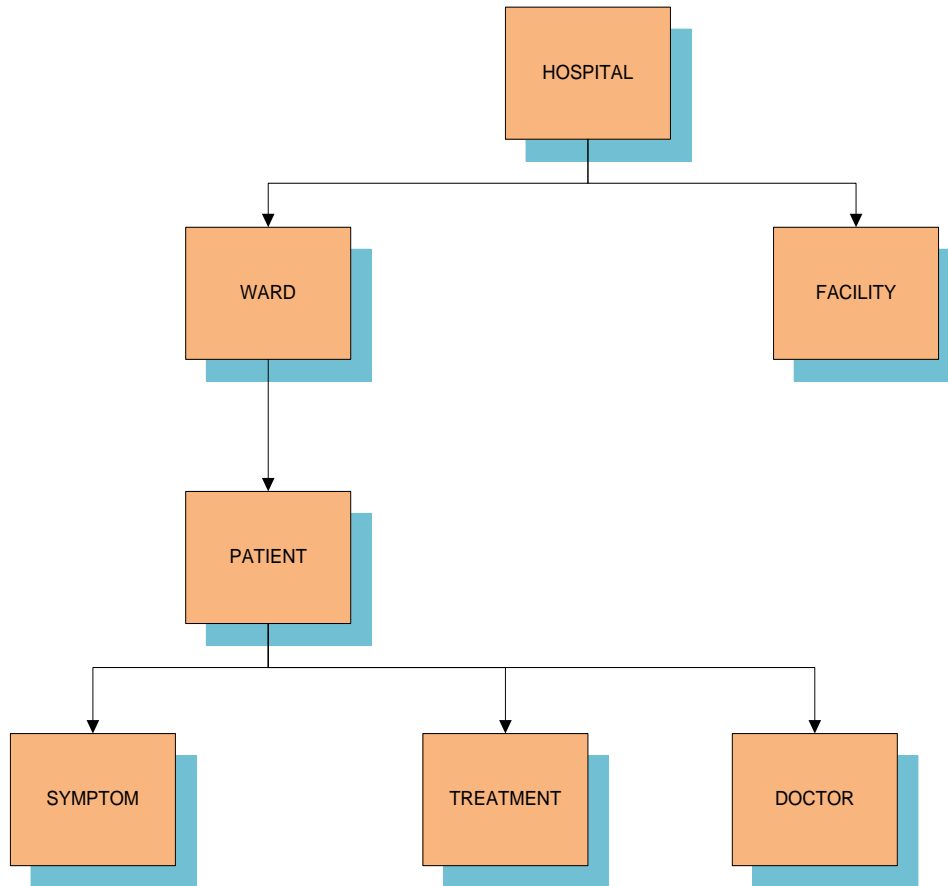 HOSPITAL
WARD
FACILITY
PATIENT
SYMPTOM
TREATMENT
DOCTOR